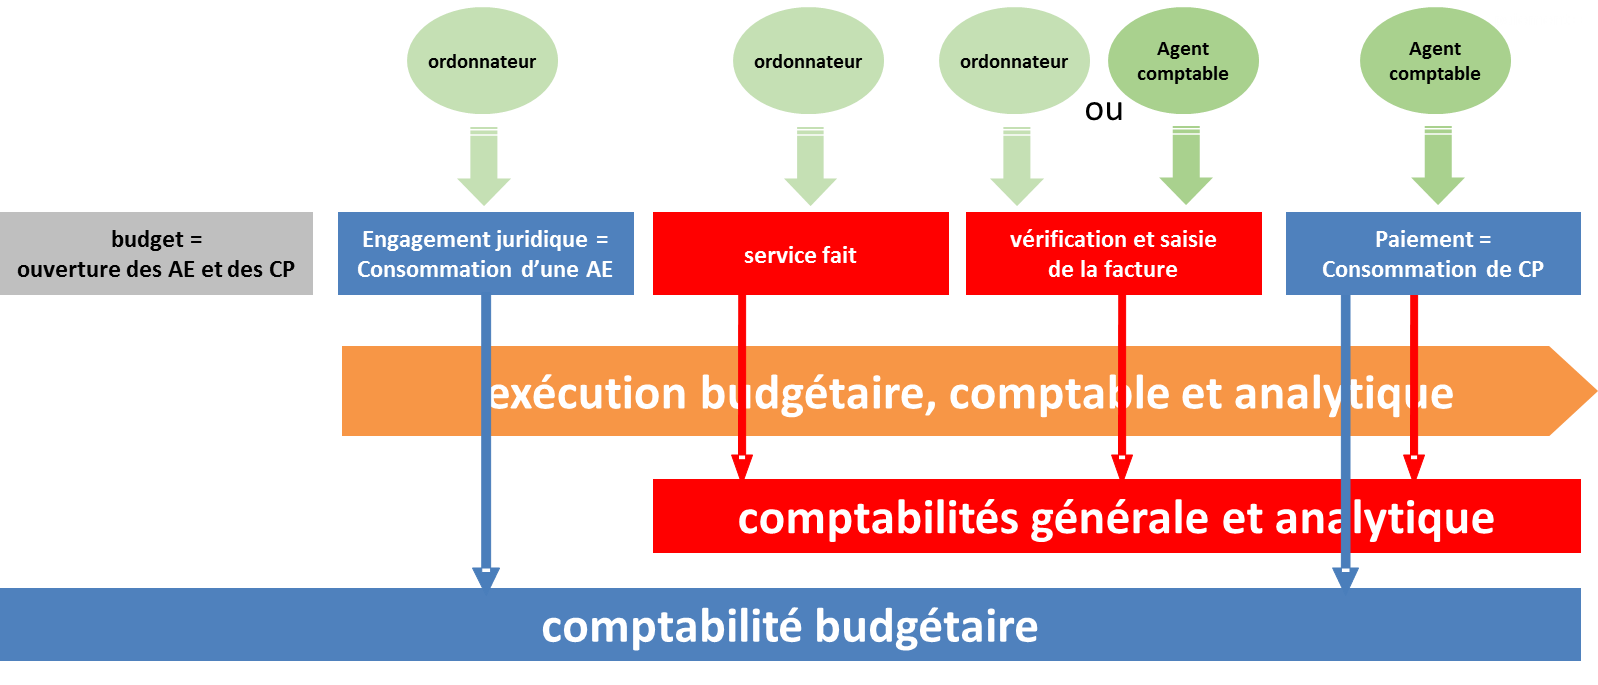 ordonnateur
ordonnateur
ordonnateur
ou
Agent
comptable
Agent
comptable
budget =
ouverture des AE et des CP
Engagement juridique =
Consommation d'une AE
service fait
vérification et saisie
de la facture
Paiement =
Consommation de CP
exécution budgétaire, comptable et analytique
comptabilités générale et analytique
comptabilité budgétaire